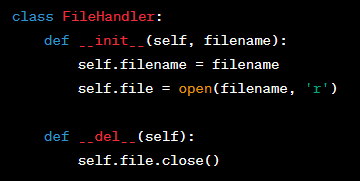 class FileHandler:
    def __init__(self, filename):
        self.filename = filename
        self.file = open(filename, 'r')

    def __del__(self):
        self.file.close()